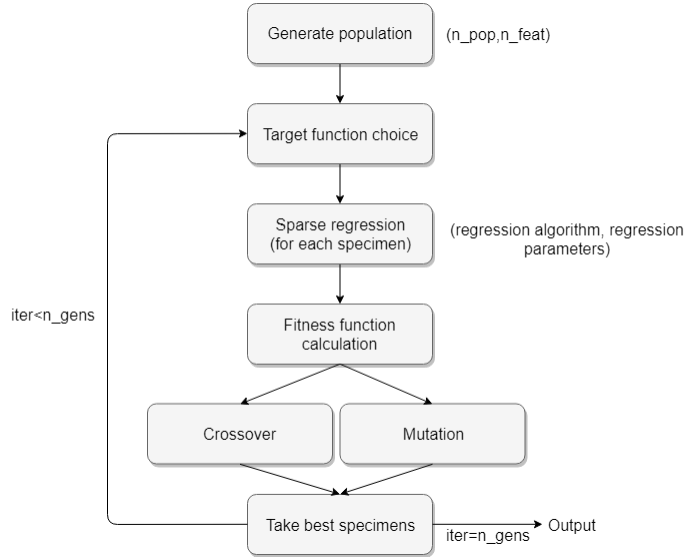 Generate population
(n_pop,n_feat)
Target function choice
Sparse regression
(for each specimen)
(regression algorithm, regression
parameters)
iter<n_gens
Fitness function
calculation
Crossover
Mutation
Take best specimens
iter=n_gens
Output